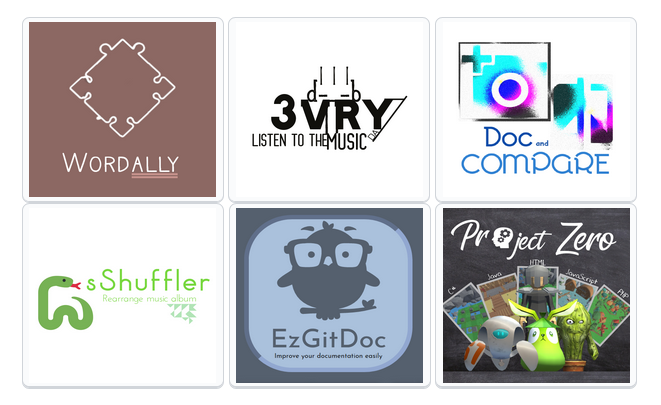 WORDALLY
d b
3VRY
DAY
LISTEN TO THE MUSIC
Doc and
COMPARE
sShuffler
Rearrange music album
EzGitDoc
Improve your documentation easily
Project Zero
HTML
Java
JavaScript
C#
PHP